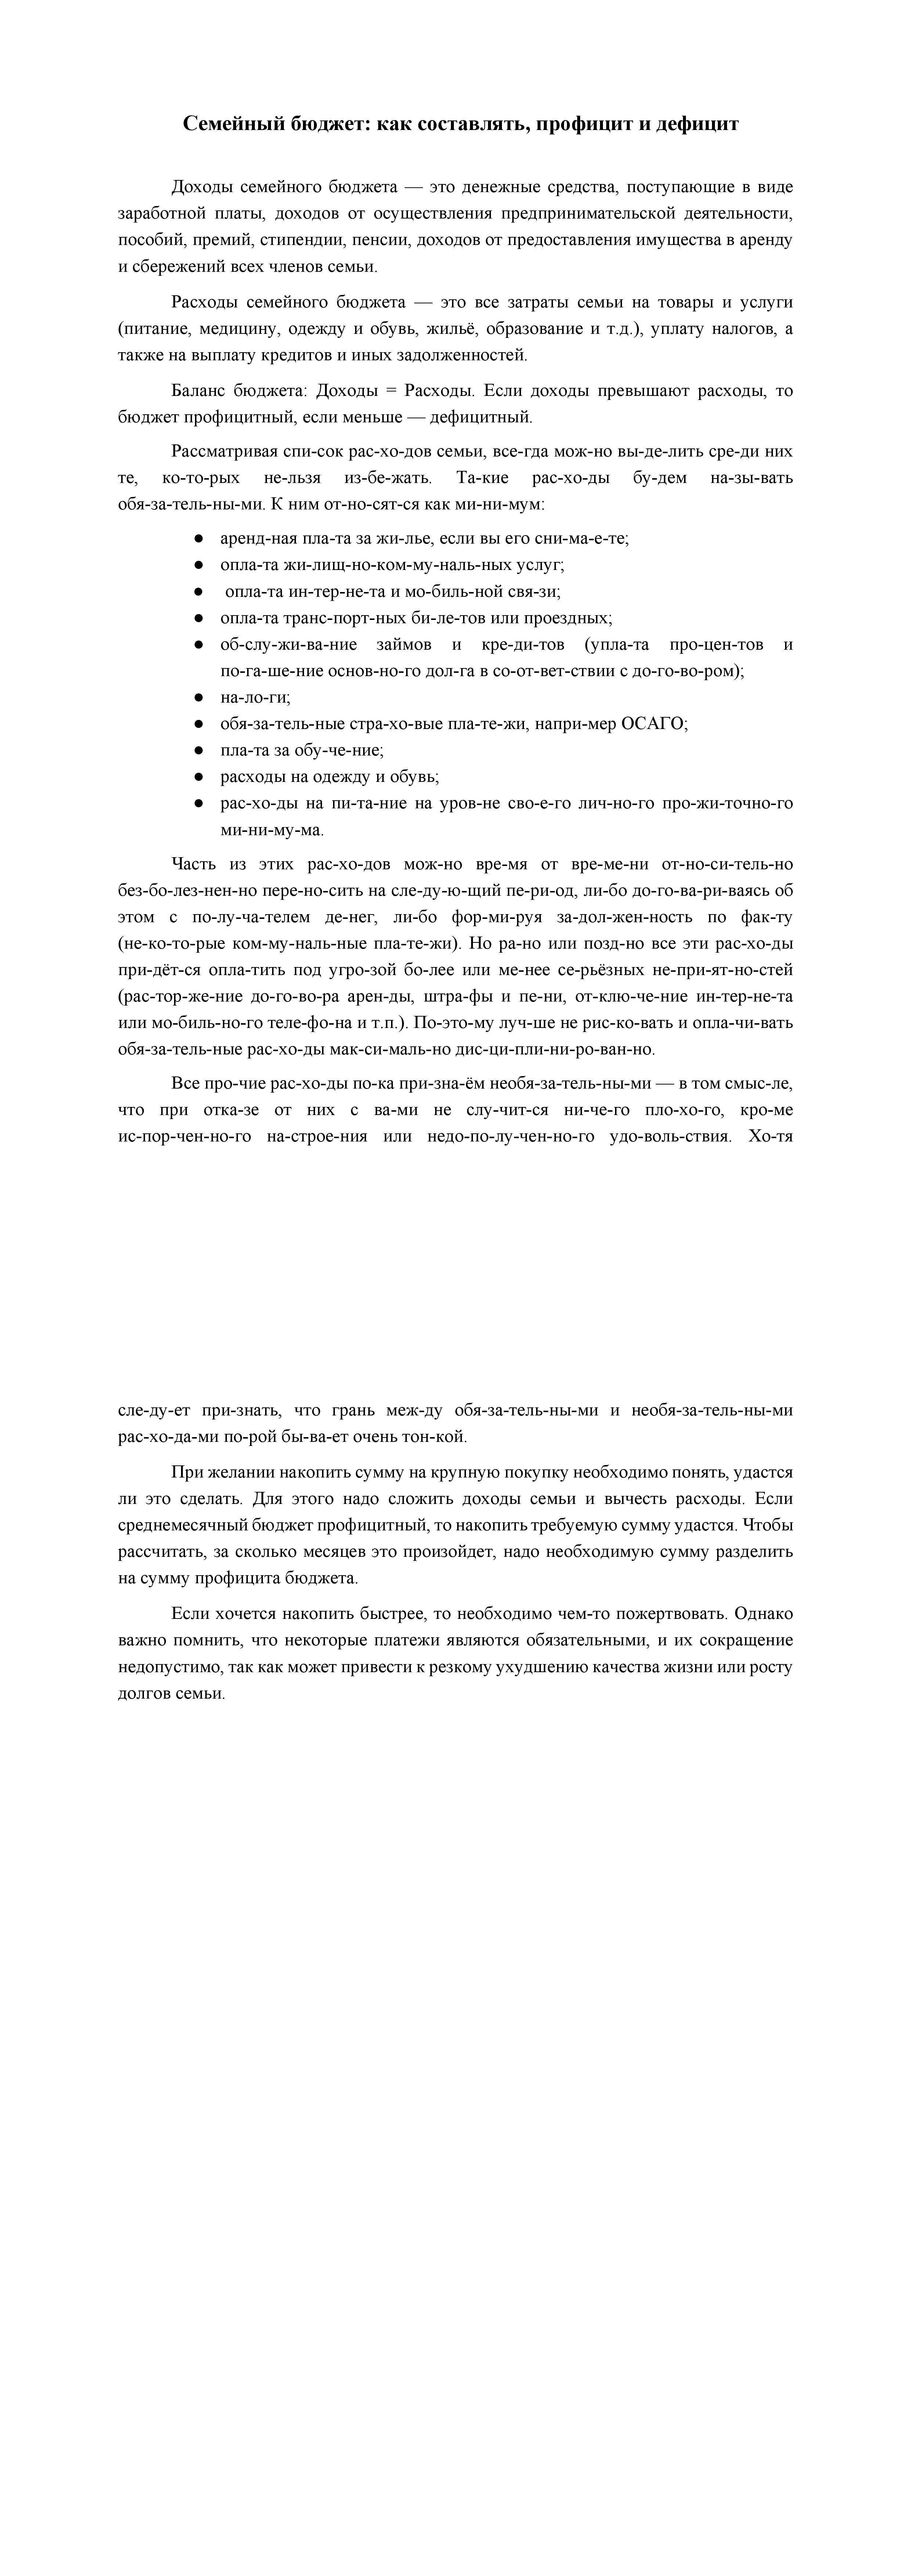 Семейный бюджет: как составлять, профицит и дефицит
Доходы семейного бюджета — это денежные средства, поступающие в виде
заработной платы, доходов от осуществления предпринимательской деятельности,
пособий, премий, стипендии, пенсии, доходов от предоставления имущества в аренду
и сбережений всех членов семьи.
Расходы семейного бюджета — это все затраты семьи на товары и услуги
(питание, медицину, одежду и обувь, жильё, образование и т.д.), уплату налогов, а
также на выплату кредитов и иных задолженностей.
Баланс бюджета: Доходы = Расходы. Если доходы превышают расходы, то
бюджет профицитный, если меньше — дефицитный.
Рассматривая спи-сок рас-хо-дов семьи, все-гда мож-но вы-де-лить сре-ди них
те, ко-то-рых не-льзя из-бе-жать. Та-кие рас-хо-ды бу-дем на-зы-вать
обя-за-тель-ны-ми. К ним от-но-сят-ся как ми-ни-мум:
● аренд-ная пла-та за жи-лье, если вы его сни-ма-е-те;
● опла-та жи-лищ-но-ком-му-наль-ных услуг;
● опла-та ин-тер-не-та и мо-биль-ной свя-зи;
● опла-та транс-порт-ных би-ле-тов или проездных;
● об-слу-жи-ва-ние займов и кре-ди-тов (упла-та про-цен-тов и
по-га-ше-ние основ-но-го дол-га в со-от-вет-ствии с до-го-во-ром);
● на-ло-ги;
● обя-за-тель-ные стра-хо-вые пла-те-жи, напри-мер ОСАГО;
● пла-та за обу-че-ние;
● расходы на одежду и обувь;
● рас-хо-ды на пи-та-ние на уров-не сво-е-го лич-но-го про-жи-точно-го
ми-ни-му-ма.
Часть из этих рас-хо-дов мож-но вре-мя от вре-ме-ни от-но-си-тель-но
без-бо-лез-нен-но пере-но-сить на сле-ду-ю-щий пе-ри-од, ли-бо до-го-ва-ри-ваясь об
этом с по-лу-ча-телем де-нег, ли-бо фор-ми-руя за-дол-жен-ность по фак-ту
(не-ко-то-рые ком-му-наль-ные пла-те-жи). Но ра-но или позд-но все эти рас-хо-ды
при-дёт-ся опла-тить под угро-зой бо-лее или ме-нее се-рьёзных не-при-ят-но-стей
(рас-тор-же-ние до-го-во-ра арен-ды, штра-фы и пе-ни, от-клю-че-ние ин-тер-не-та
или мо-биль-но-го теле-фо-на и т.п.). По-это-му луч-ше не рис-ко-вать и опла-чи-вать
обя-за-тель-ные рас-хо-ды мак-си-маль-но дис-ци-пли-ни-ро-ван-но.
Все про-чие рас-хо-ды по-ка при-зна-ём необя-за-тель-ны-ми — в том смыс-ле,
что при отка-зе от них с ва-ми не слу-чит-ся ни-че-го пло-хо-го, кро-ме
ис-пор-чен-но-го на-строе-ния или недо-по-лу-чен-но-го удо-воль-ствия. Хо-тя
сле-ду-ет при-знать, что грань меж-ду обя-за-тель-ны-ми и необя-за-тель-ны-ми
рас-хо-да-ми по-рой бы-ва-ет очень тон-кой.
При желании накопить сумму на крупную покупку необходимо понять, удастся
ли это сделать. Для этого надо сложить доходы семьи и вычесть расходы. Если
среднемесячный бюджет профицитный, то накопить требуемую сумму удастся. Чтобы
рассчитать, за сколько месяцев это произойдет, надо необходимую сумму разделить
на сумму профицита бюджета.
Если хочется накопить быстрее, то необходимо чем-то пожертвовать. Однако
важно помнить, что некоторые платежи являются обязательными, и их сокращение
недопустимо, так как может привести к резкому ухудшению качества жизни или росту
долгов семьи.